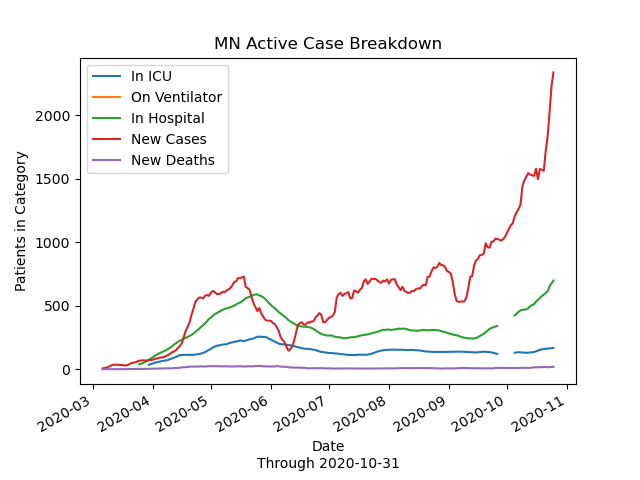 MN Active Case Breakdown
In ICU
On Ventilator
In Hospital
New Cases
New Deaths
Patients in Category
2000
1500
1000
500
0
2020-03
2020-04
2020-05
2020-06
2020-07
2020-08
2020-09
2020-10
2020-11
Date
Through 2020-10-31